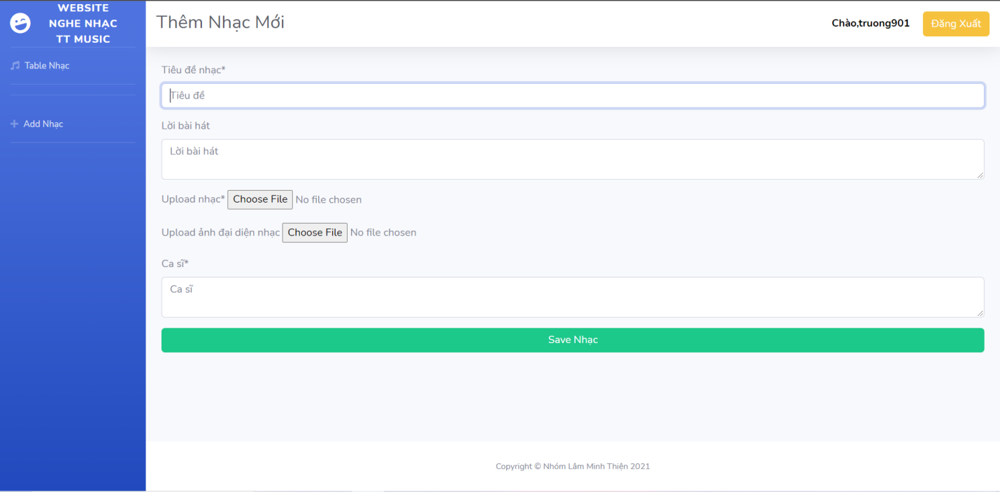 WEBSITE
NGHE NHẠC
TT MUSIC
Table Nhạc
Add Nhạc
Thêm Nhạc Mới
Chào,truong901
Đăng Xuất
Tiêu đề nhạc*
Tiêu đề
Lời bài hát
Lời bài hát
Upload nhạc* Choose File No file chosen
Upload ảnh đại diện nhạc Choose File No file chosen
Ca sĩ*
Ca sĩ
Save Nhạc
Copyright © Nhóm Lâm Minh Thiện 2021